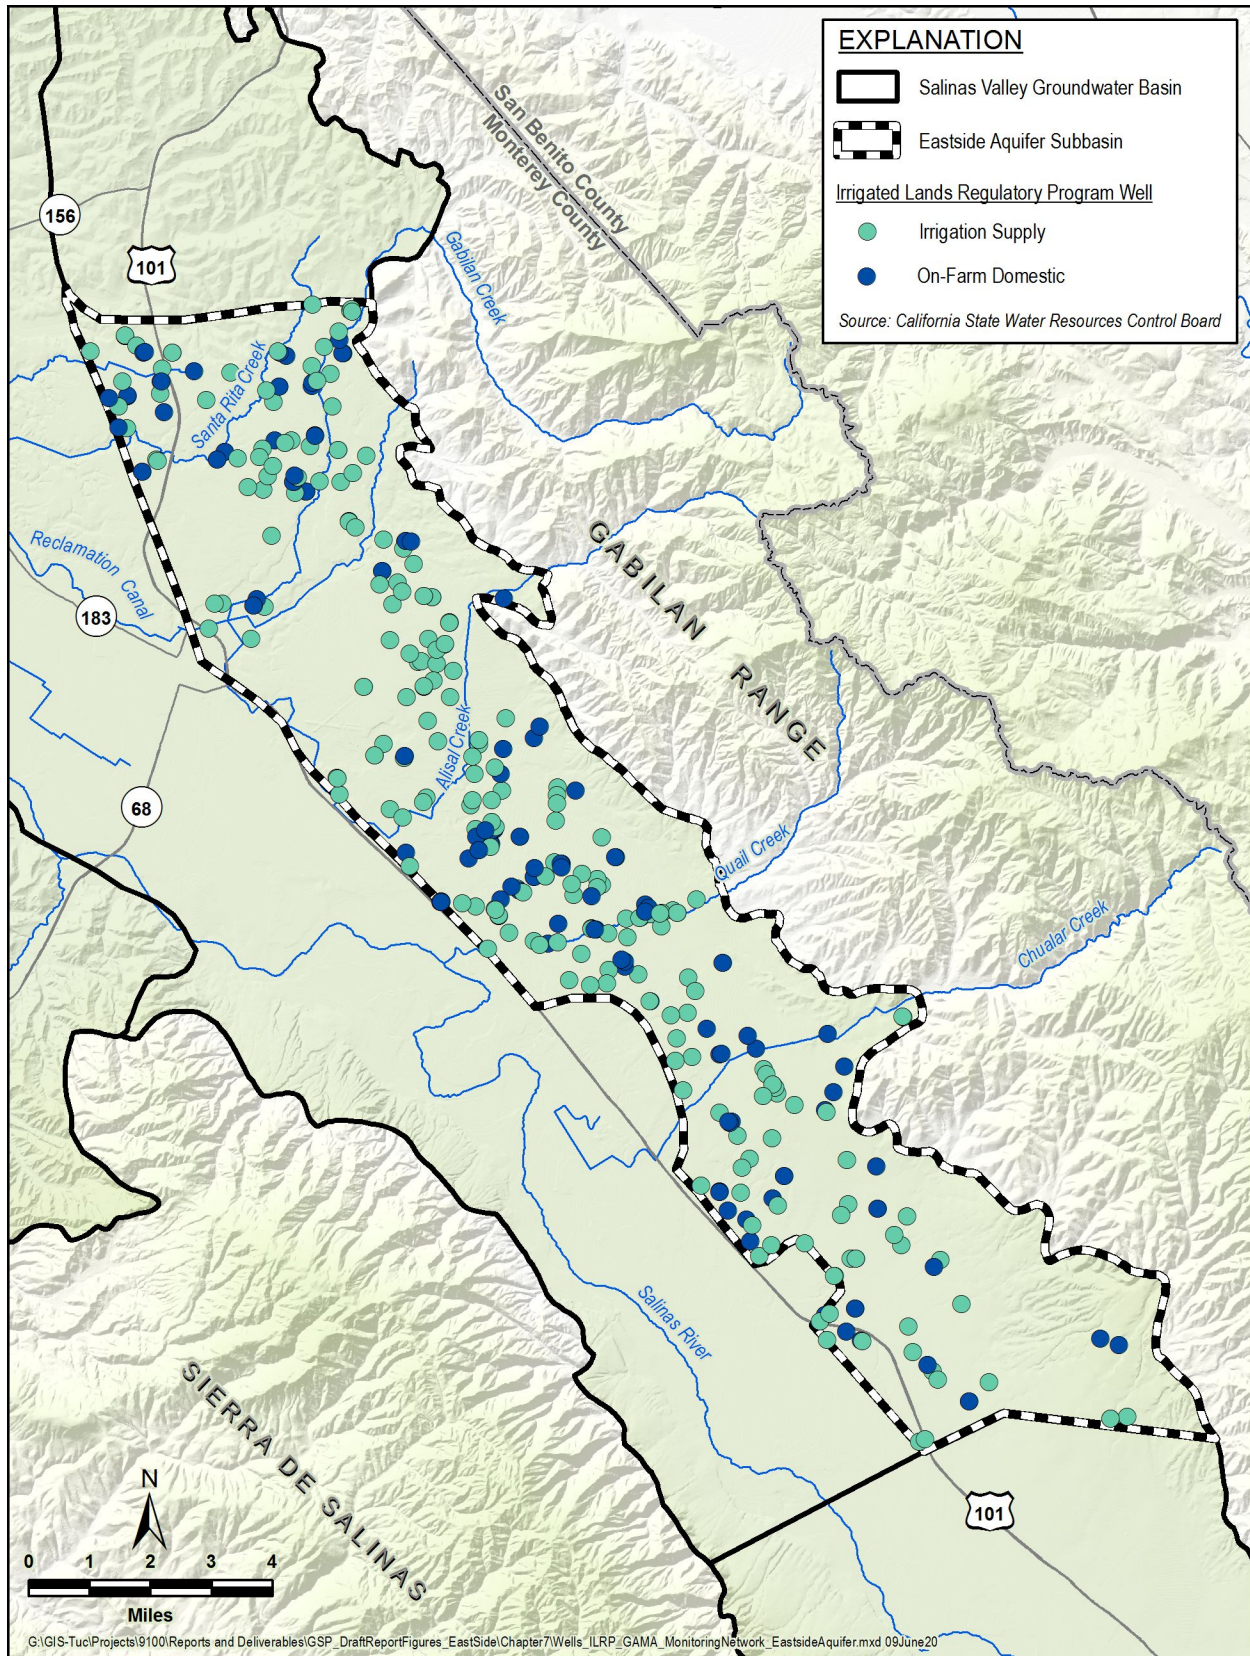 EXPLANATION
Salinas Valley Groundwater Basin
Eastside Aquifer Subbasin
Irrigated Lands Regulatory Program Well
Irrigation Supply
On-Farm Domestic
Source: California State Water Resources Control Board
San Benito County
Monterey County
156
101
Gabilan Creek
Santa Rita Creek
Reclamation Canal
183
GABILAN RANGE
68
Alisal Creek
Quail Creek
Chualar Creek
Salinas River
SIERRA DE SALINAS
101
N
0 1 2 3 4
Miles
G:\GIS-Tuc\Projects\9100\Reports and Deliverables\GSP_DraftReportFigures_EastSide\Chapter7\Wells_ILRP_GAMA_MonitoringNetwork_EastsideAquifer.mxd 09June20